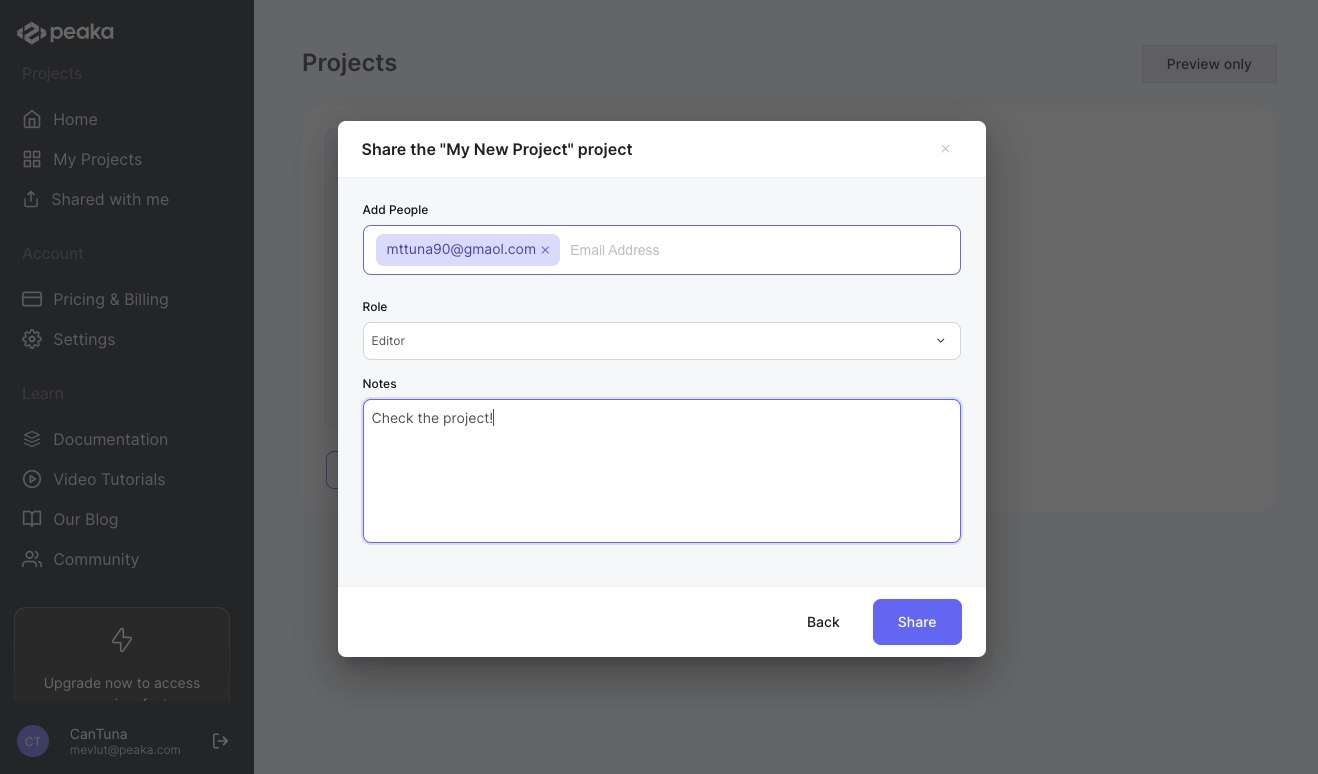 peaka
Projects
Home
My Projects
Shared with me
Account
Pricing & Billing
Settings
Learn
Documentation
Video Tutorials
Our Blog
Community
Upgrade now to access
CT
CanTuna
mevlut@peaka.com
Projects
Preview only
Share the "My New Project" project
Add People
mttuna90@gmaol.com × Email Address
Role
Editor
Notes
Check the project!
Back
Share